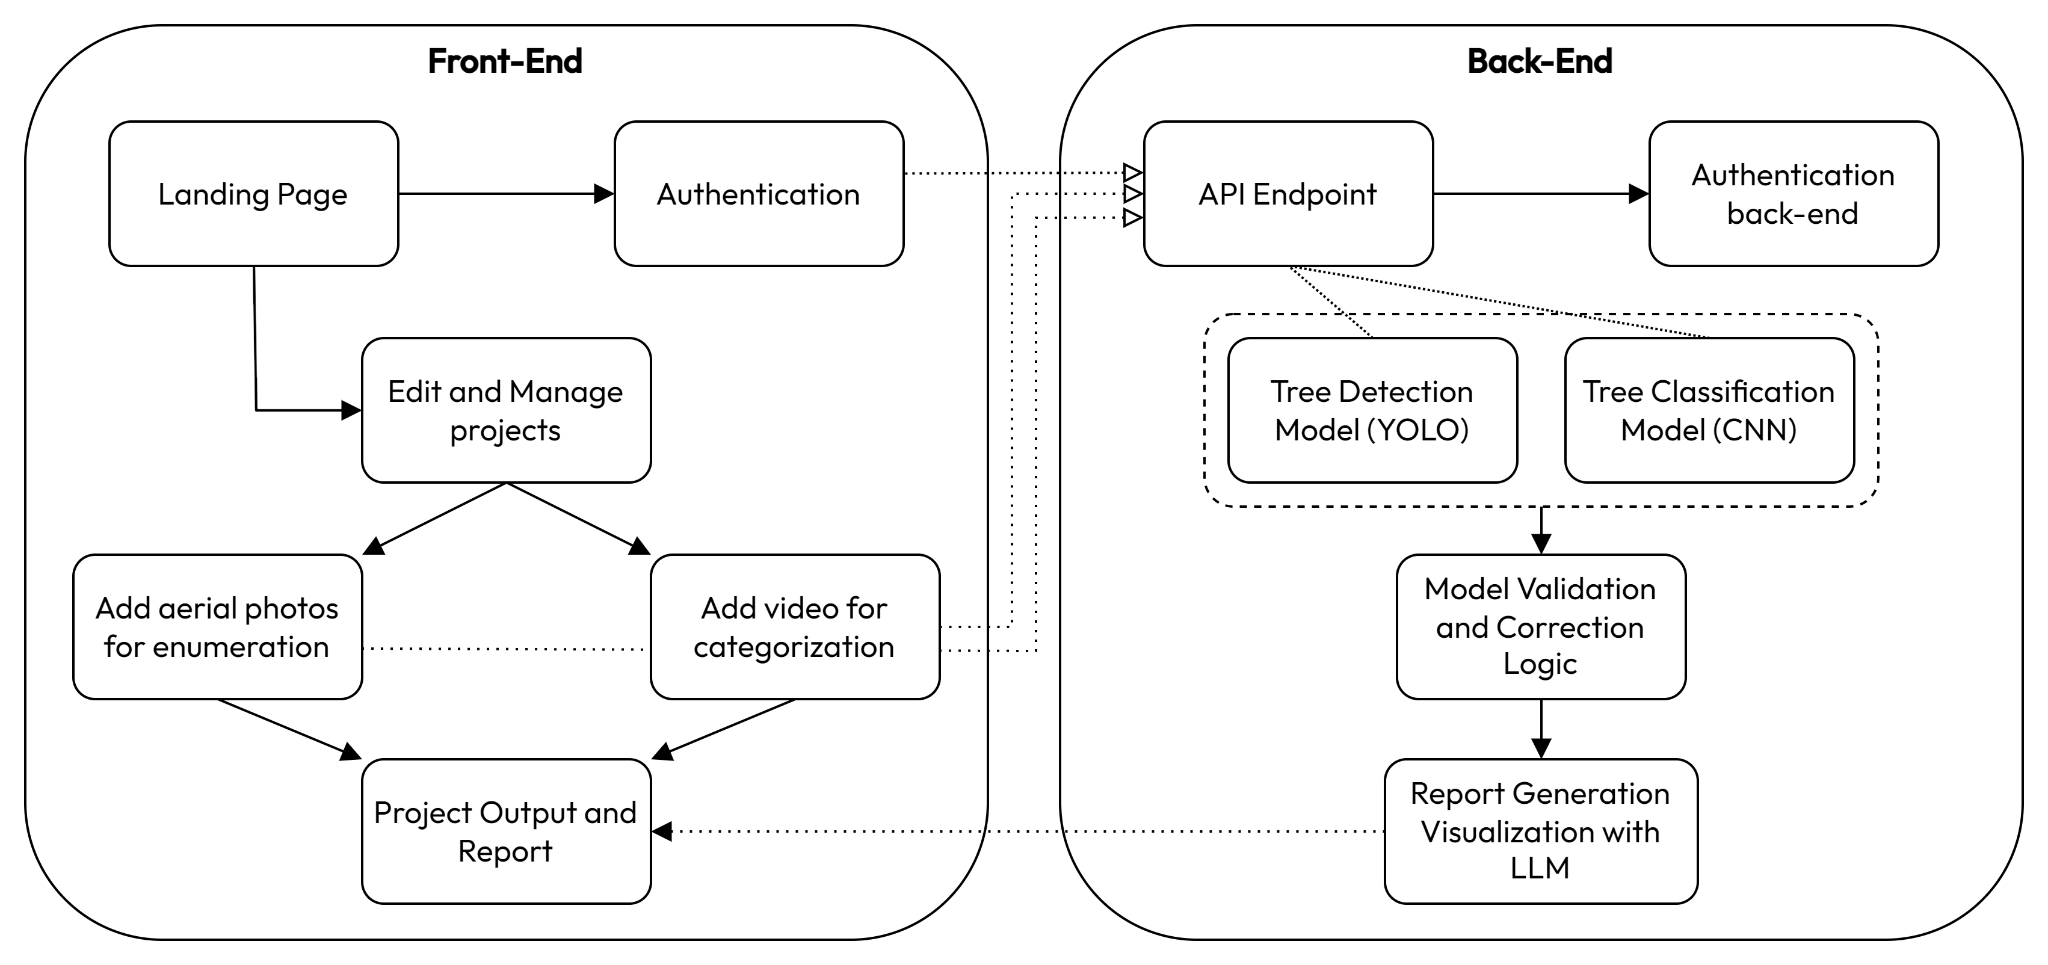 Front-End
Landing Page
Authentication
Edit and Manage
projects
Add aerial photos
for enumeration
Add video for
categorization
Project Output and
Report
Back-End
API Endpoint
Authentication
back-end
Tree Detection
Model (YOLO)
Tree Classification
Model (CNN)
Model Validation
and Correction
Logic
Report Generation
Visualization with
LLM